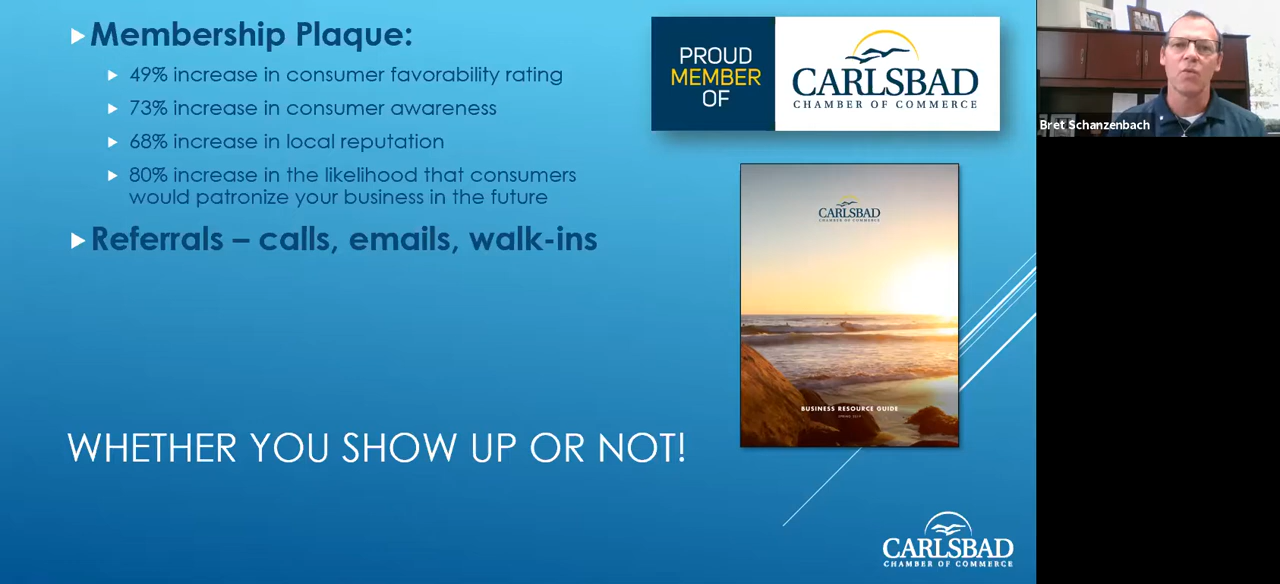 Membership Plaque:
49% increase in consumer favorability rating
73% increase in consumer awareness
68% increase in local reputation
80% increase in the likelihood that consumers
would patronize your business in the future
Referrals – calls, emails, walk-ins
WHETHER YOU SHOW UP OR NOT!
PROUD
MEMBER
OF
CARLSBAD
CHAMBER OF COMMERCE
CARLSBAD
CHAMBER OF COMMERCE
BUSINESS RESOURCE GUIDE
CARLSBAD
CHAMBER OF COMMERCE
Bret Schanzenbach